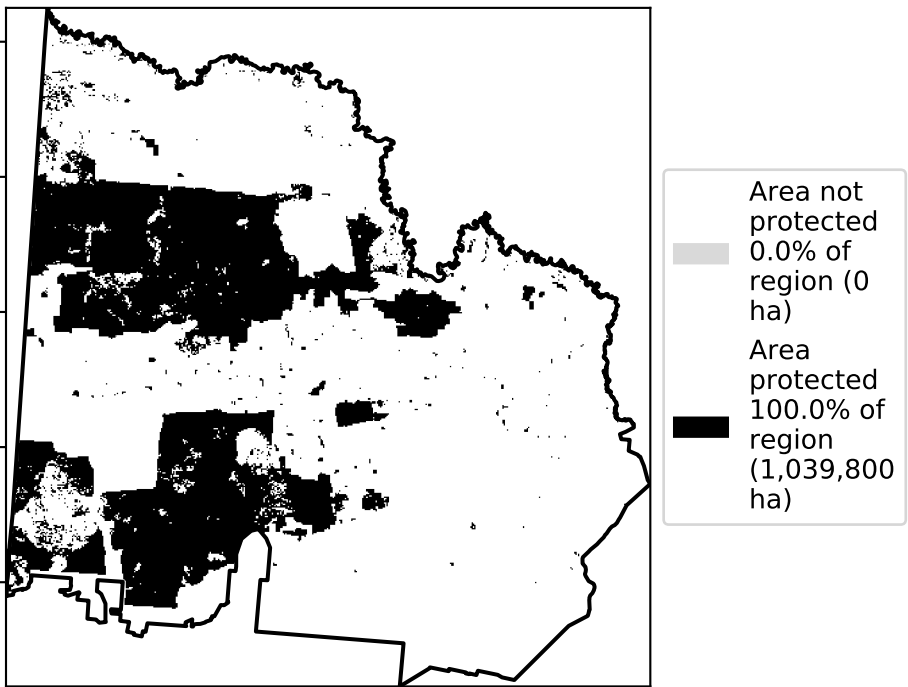 Area not
protected
0.0% of
region (0
ha)
Area
protected
100.0% of
region
(1,039,800
ha)